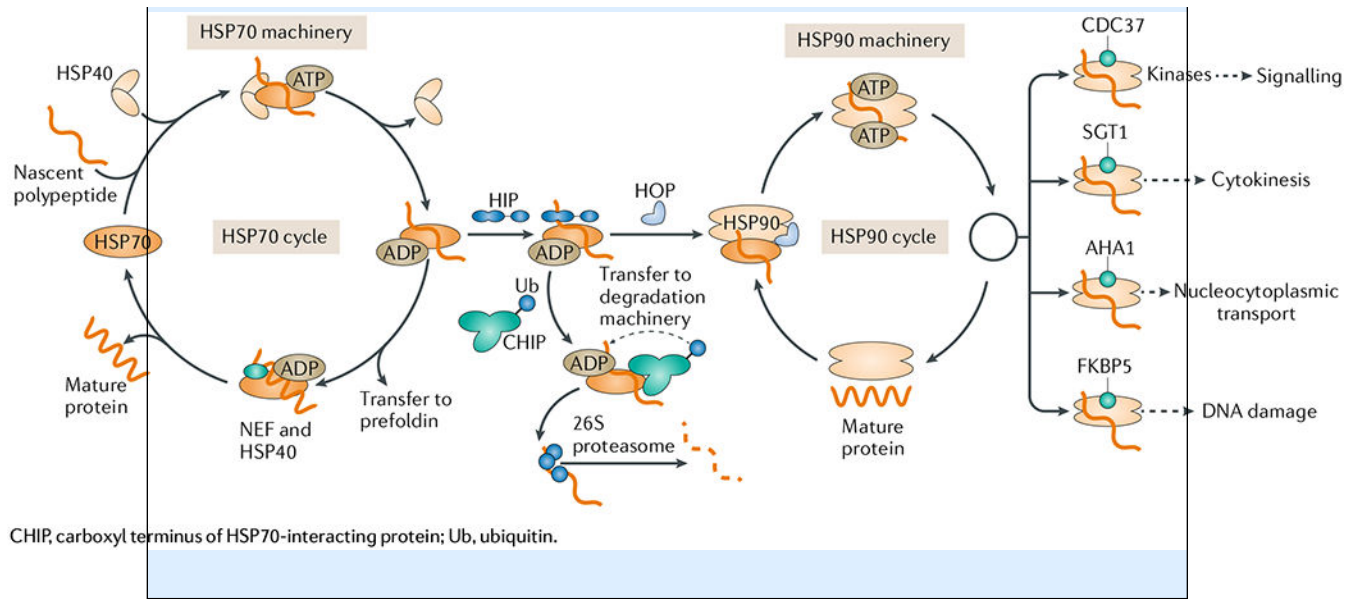 HSP70 machinery
HSP40
ATP
Nascent
polypeptide
HSP70
HSP70 cycle
ADP
Mature
protein
ADP
NEF and
HSP40
Transfer to
prefoldin
HIP
ADP
HOP
Ub
CHIP
Transfer to
degradation
machinery
ADP
26S
proteasome
HSP90 machinery
ATP
ATP
HSP90
HSP90 cycle
Mature
protein
CDC37
Kinases
Signalling
SGT1
Cytokinesis
AHA1
Nucleocytoplasmic
transport
FKBP5
DNA damage
CHIP, carboxyl terminus of HSP70-interacting protein; Ub, ubiquitin.